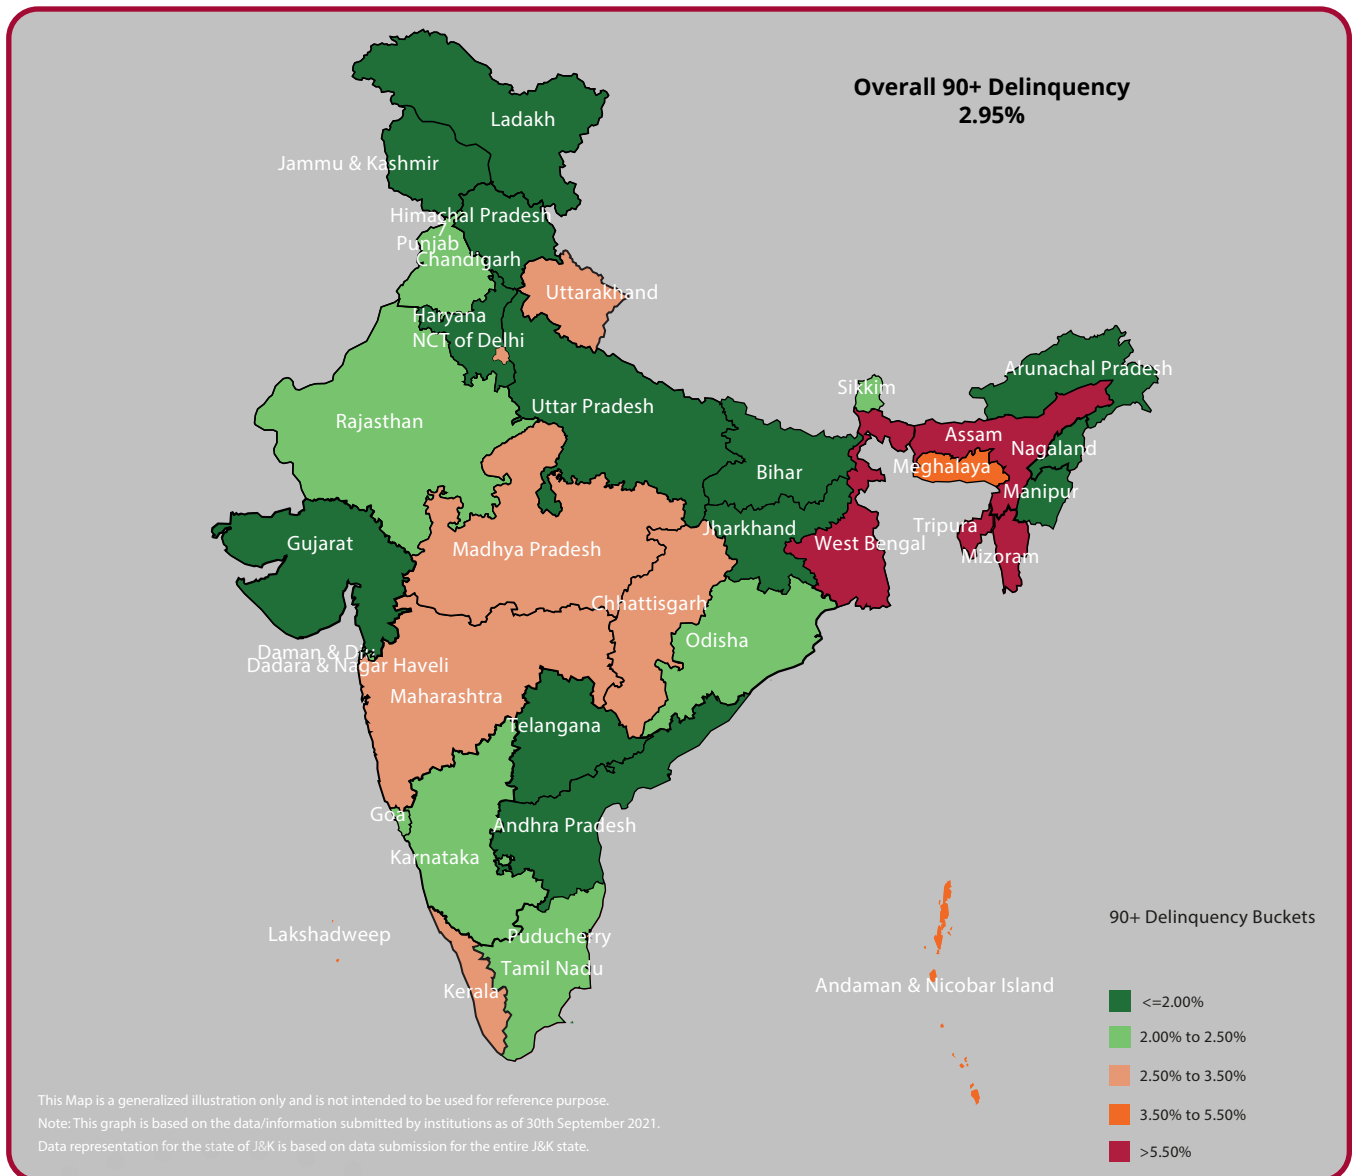 Overall 90+ Delinquency
2.95%
Ladakh
Jammu & Kashmir
Himachal Pradesh
7
Punjab
Chandigarh
Uttarakhand
Haryana
NCT of Delhi
Arunachal Pradesh
Sikkim
Uttar Pradesh
Rajasthan
Assam
Nagaland
Meghalaya
Bihar
Manipur
Tripura
Jharkhand
Gujarat
West Bengal
Madhya Pradesh
Mizoram
Chhattisgarh
Odisha
Daman & Diu
Dadara & Nagar Haveli
Maharashtra
Telangana
Goa
Andhra Pradesh
Karnataka
90+ Delinquency Buckets
Lakshadweep
Puducherry
Tamil Nadu
Andaman & Nicobar Island
Kerala
<=2.00%
2.00% to 2.50%
2.50% to 3.50%
3.50% to 5.50%
>5.50%
This Map is a generalized illustration only and is not intended to be used for reference purpose.
Note: This graph is based on the data/information submitted by institutions as of 30th September 2021.
Data representation for the state of J&K is based on data submission for the entire J&K state.